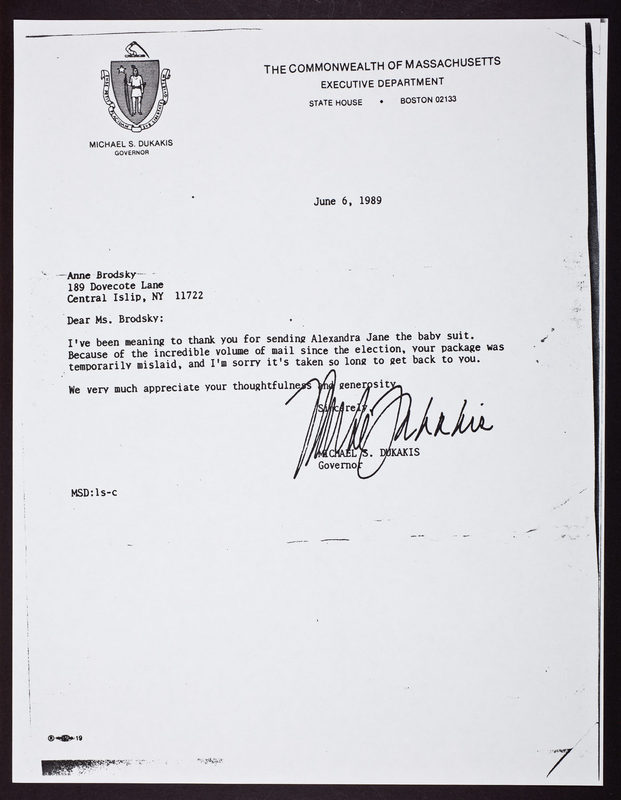 THE COMMONWEALTH OF MASSACHUSETTS
EXECUTIVE DEPARTMENT
STATE HOUSE • BOSTON 02133
MICHAEL S. DUKAKIS
GOVERNOR
June 6, 1989
Anne Brodsky
189 Dovecote Lane
Central Islip, NY 11722
Dear Ms. Brodsky:
I've been meaning to thank you for sending Alexandra Jane the baby suit.
Because of the incredible volume of mail since the election, your package was
temporarily mislaid, and I'm sorry it's taken so long to get back to you.
We very much appreciate your thoughtfulness and generosity.
Sincerely,
Michael Dukakis
MICHAEL S. DUKAKIS
Governor
MSD:ls-c
19